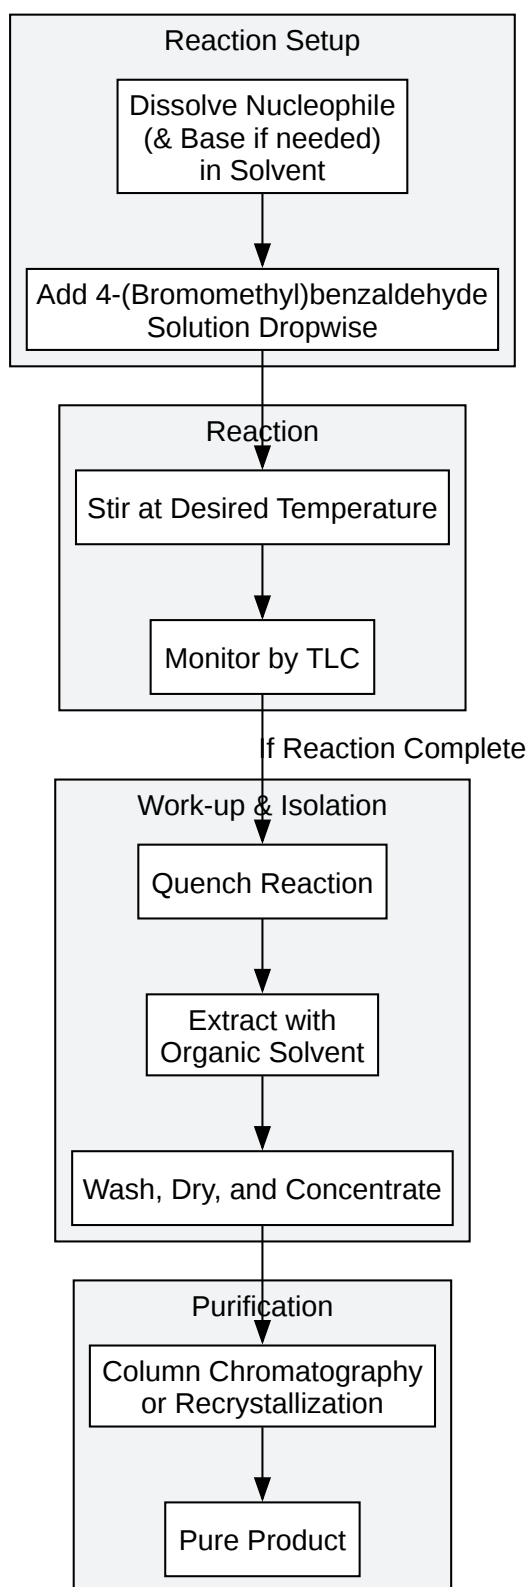 Reaction Setup
Dissolve Nucleophile
(& Base if needed)
in Solvent
Add 4-(Bromomethyl)benzaldehyde
Solution Dropwise
Reaction
Stir at Desired Temperature
Monitor by TLC
If Reaction Complete
Work-up & Isolation
Quench Reaction
Extract with
Organic Solvent
Wash, Dry, and Concentrate
Purification
Column Chromatography
or Recrystallization
Pure Product